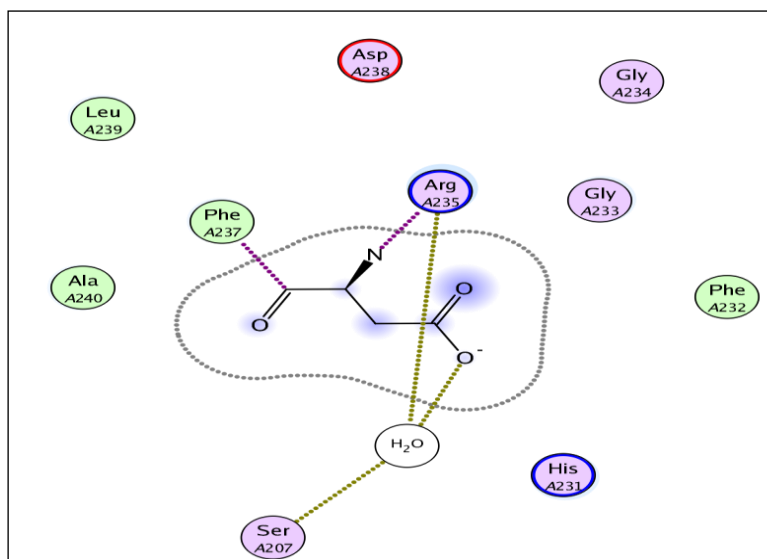 Asp
A238
Gly
A234
Leu
A239
Arg
A235
Gly
A233
Phe
A237
N
Ala
A240
O
O
Phe
A232
O-
H₂O
His
A231
Ser
A207